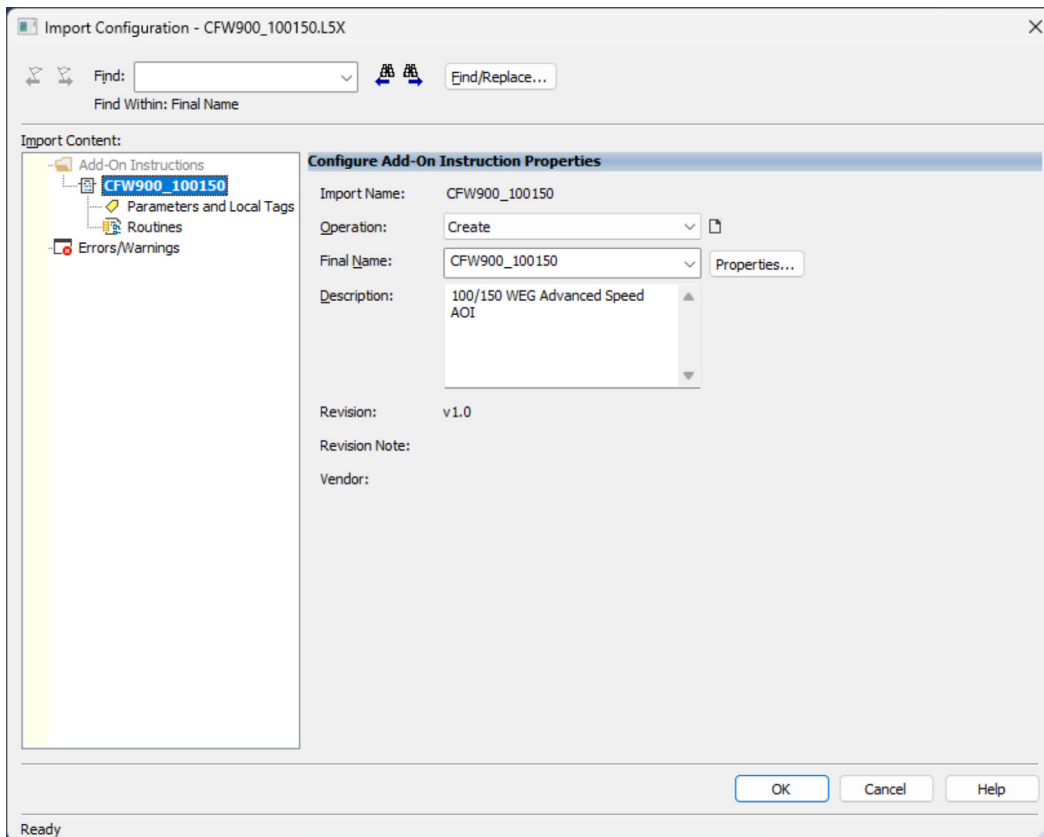 Import Configuration - CFW900_100150.L5X
Find:
Find/Replace...
Find Within: Final Name
Import Content:
Add-On Instructions
CFW900_100150
Parameters and Local Tags
Routines
Errors/Warnings
Configure Add-On Instruction Properties
Import Name: CFW900_100150
Operation: Create
Final Name: CFW900_100150 Properties...
Description: 100/150 WEG Advanced Speed
AOI
Revision: v1.0
Revision Note:
Vendor:
OK Cancel Help
Ready